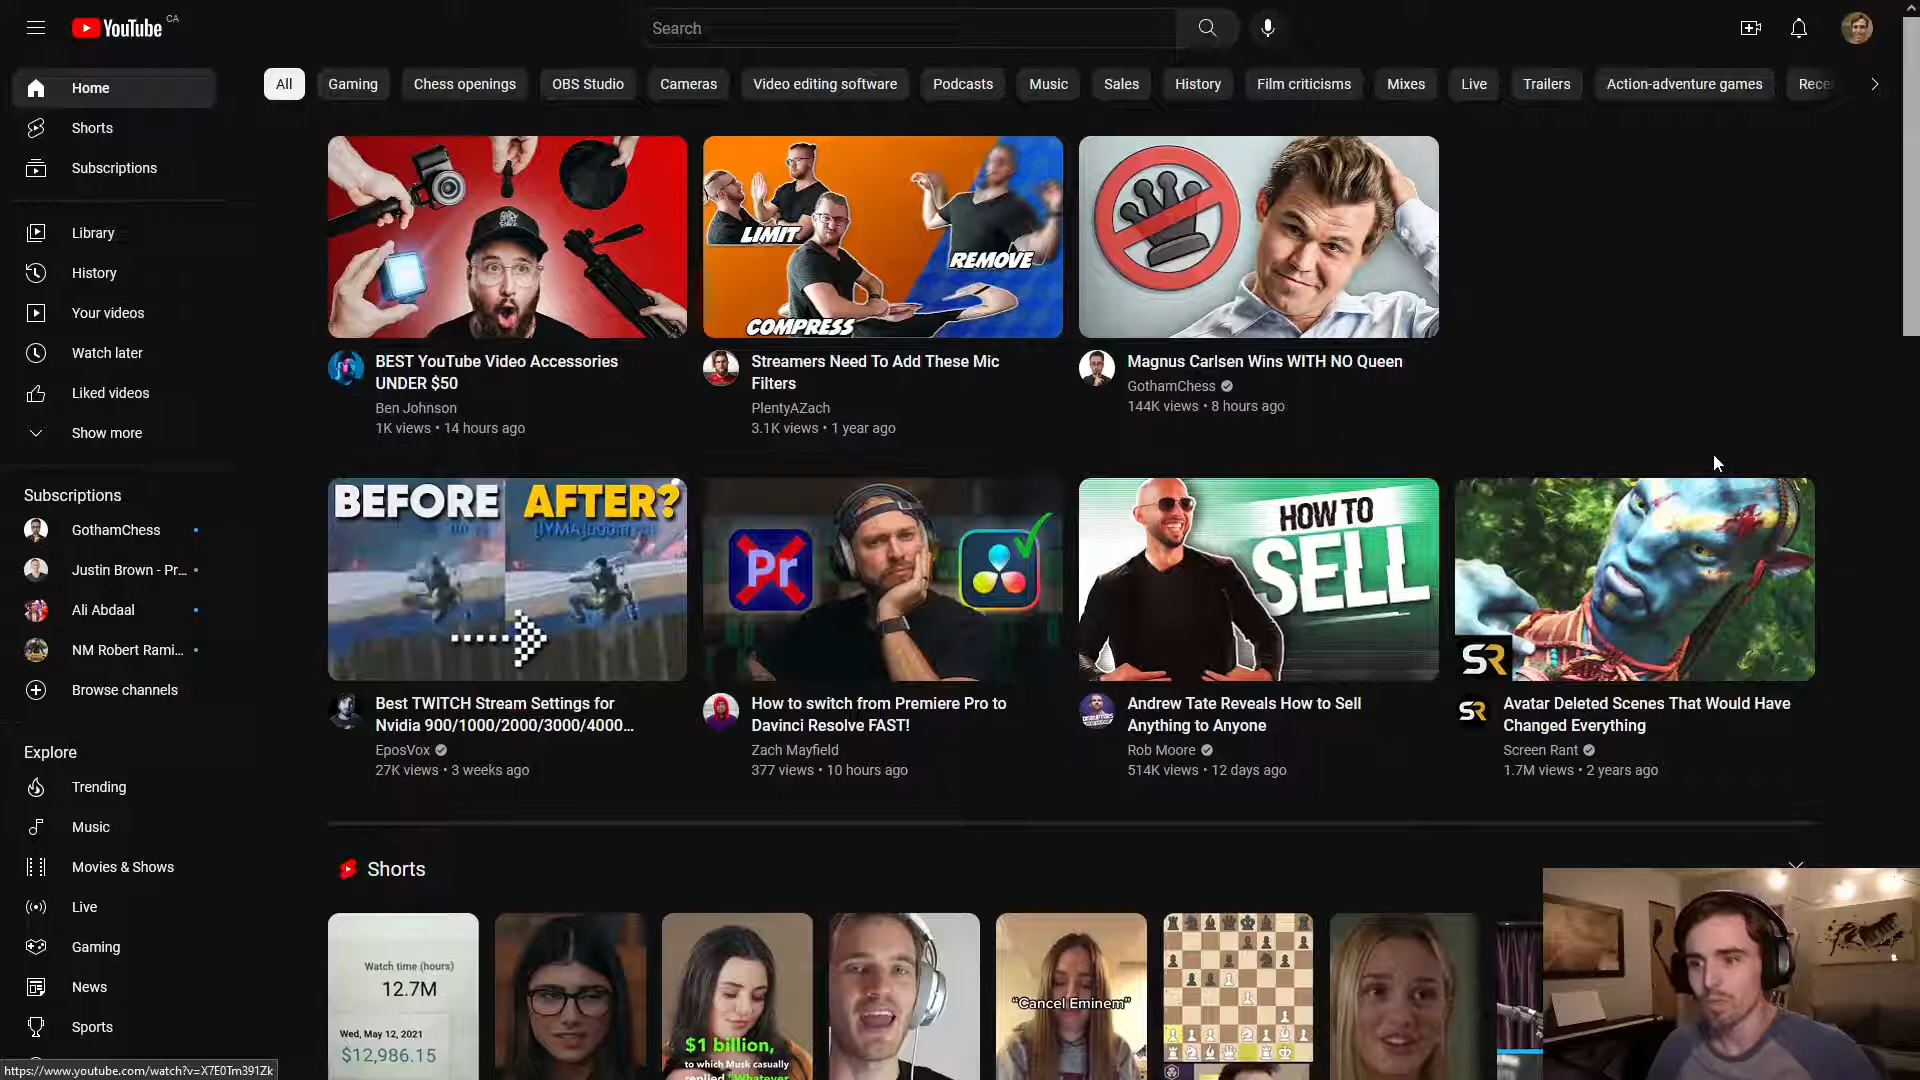 YouTube CA
Search
Home
Shorts
Subscriptions
Library
History
Your videos
Watch later
Liked videos
Show more
Subscriptions
GothamChess
Justin Brown - Pr...
Ali Abdaal
NM Robert Rami...
Browse channels
Explore
Trending
Music
Movies & Shows
Live
Gaming
News
Sports
https://www.youtube.com/watch?v=X7E0Tm391Zk
All
Gaming
Chess openings
OBS Studio
Cameras
Video editing software
Podcasts
Music
Sales
History
Film criticisms
Mixes
Live
Trailers
Action-adventure games
LIMIT
REMOVE
COMPRESS
BEST YouTube Video Accessories
UNDER $50
Ben Johnson
1K views • 14 hours ago
Streamers Need To Add These Mic
Filters
PlentyAZach
3.1K views • 1 year ago
Magnus Carlsen Wins WITH NO Queen
GothamChess
144K views • 8 hours ago
BEFORE AFTER?
Pr
HOW TO
SELL
SR
Best TWITCH Stream Settings for
Nvidia 900/1000/2000/3000/4000...
EposVox
27K views • 3 weeks ago
How to switch from Premiere Pro to
Davinci Resolve FAST!
Zach Mayfield
377 views • 10 hours ago
Andrew Tate Reveals How to Sell
Anything to Anyone
Rob Moore
514K views • 12 days ago
SR
Avatar Deleted Scenes That Would Have
Changed Everything
Screen Rant
1.7M views • 2 years ago
Shorts
Watch time (hours)
12.7M
Wed, May 12, 2021
$12,986.15
$1 billion,
to which Musk casually
replied "Whatever
"Cancel Eminem"